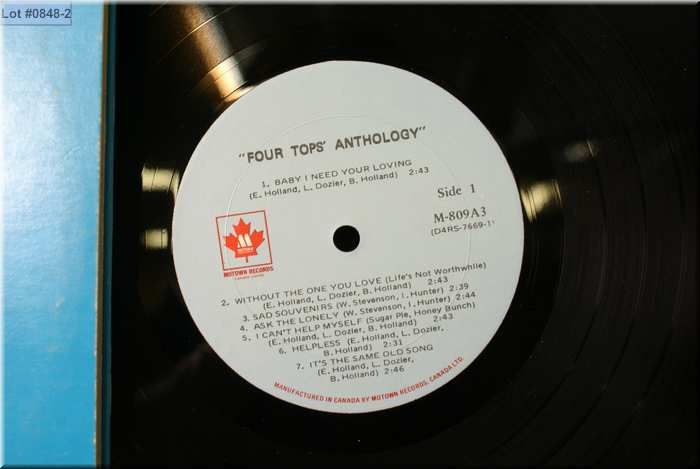 Lot #0848-2
"FOUR TOPS' ANTHOLOGY"
1. BABY I NEED YOUR LOVING
(E. Holland, L. Dozier, B. Holland) 2:43
Side 1
M-809A3
(D4RS-7669-1)
M
MOTOWN RECORDS
2. WITHOUT THE ONE YOU LOVE (Life's Not Worthwhile)
(E. Holland, L. Dozier, B. Holland) 2:43
3. SAD SOUVENIRS (W. Stevenson, I. Hunter) 2:39
4. ASK THE LONELY (W. Stevenson, I. Hunter) 2:44
5. I CAN'T HELP MYSELF (Sugar Pie, Honey Bunch)
(E. Holland, L. Dozier, B. Holland) 2:43
6. HELPLESS (E. Holland, L. Dozier,
B. Holland) 2:31
7. IT'S THE SAME OLD SONG
(E. Holland, L. Dozier,
B. Holland) 2:46
MANUFACTURED IN CANADA BY MOTOWN RECORDS, CANADA LTD.